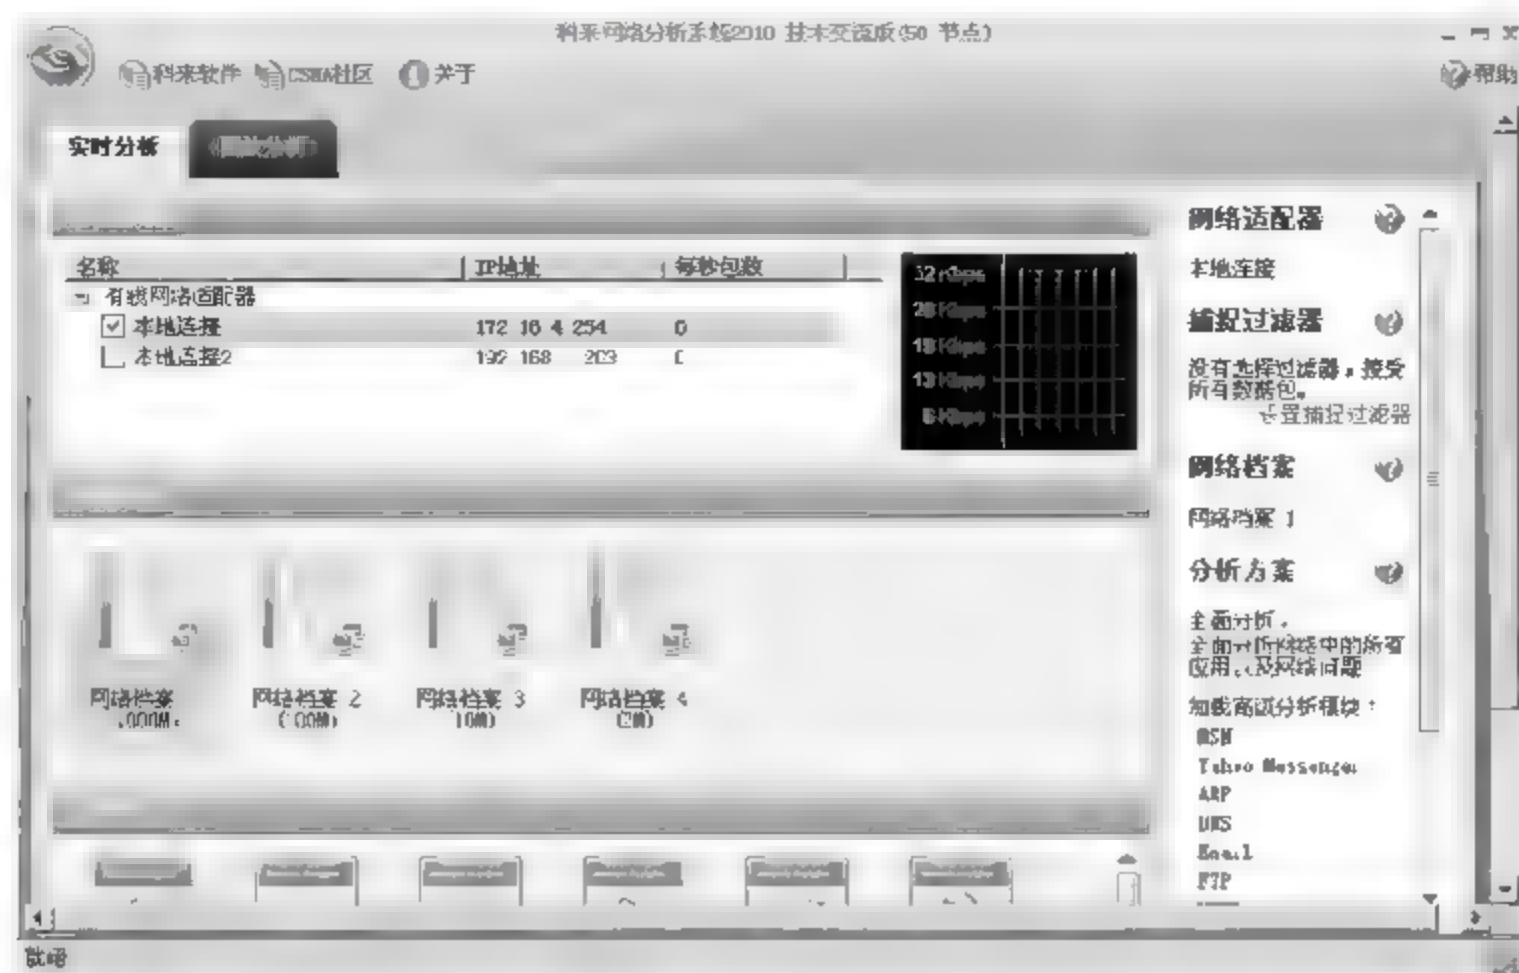 科来网络分析系统2010 技术交流版(50 节点)
科来软件 CSNA社区 关于
帮助
实时分析
名称 IP地址 每秒包数
有线网络适配器
本地连接 172 16 4 254 0
本地连接2 192 168 203
网络档案
网络档案 2
(100M)
网络档案 3
网络档案 4
(2M)
网络适配器
本地连接
捕捉过滤器
没有选择过滤器，接受
所有数据包。
设置捕捉过滤器
网络档案
网络档案 1
分析方案
全面分析。
全面分析网络中的所有
应用以及网络问题
加载高级分析模块：
MSN
Yahoo Messenger
ARP
DNS
Email
FTP
就绪